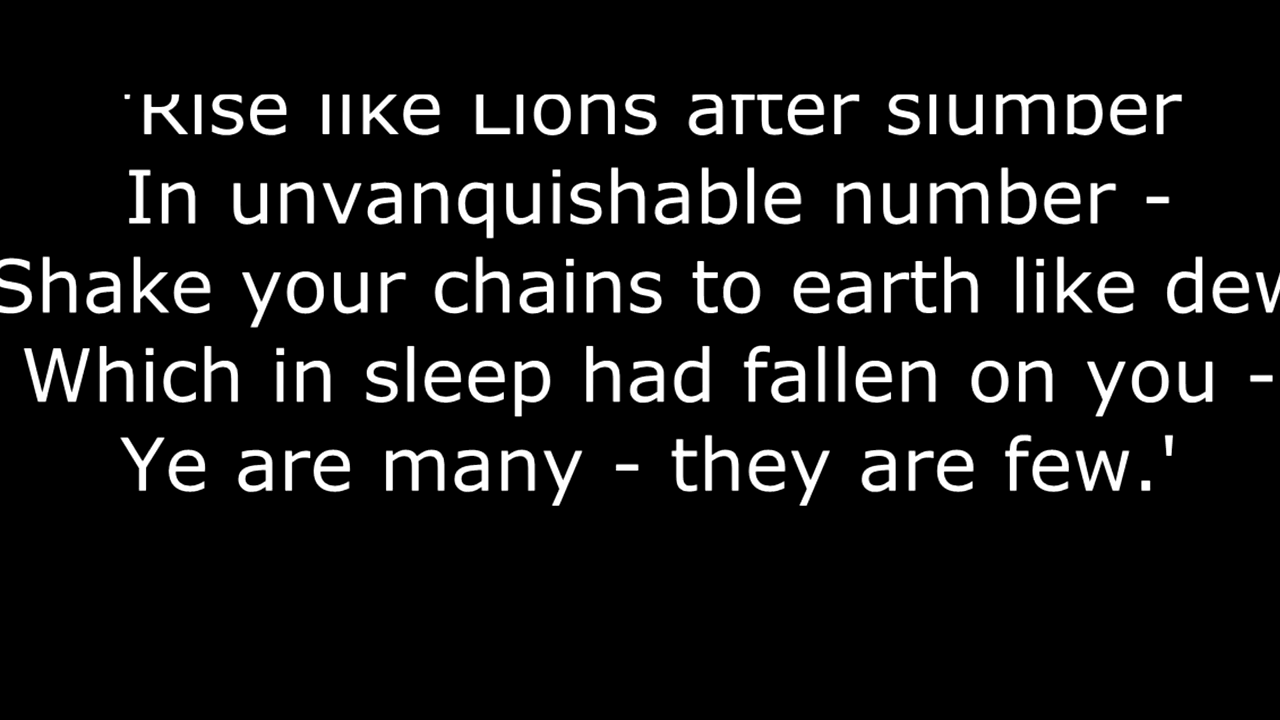 'Rise like Lions after slumber
In unvanquishable number -
Shake your chains to earth like dew
Which in sleep had fallen on you -
Ye are many - they are few.'